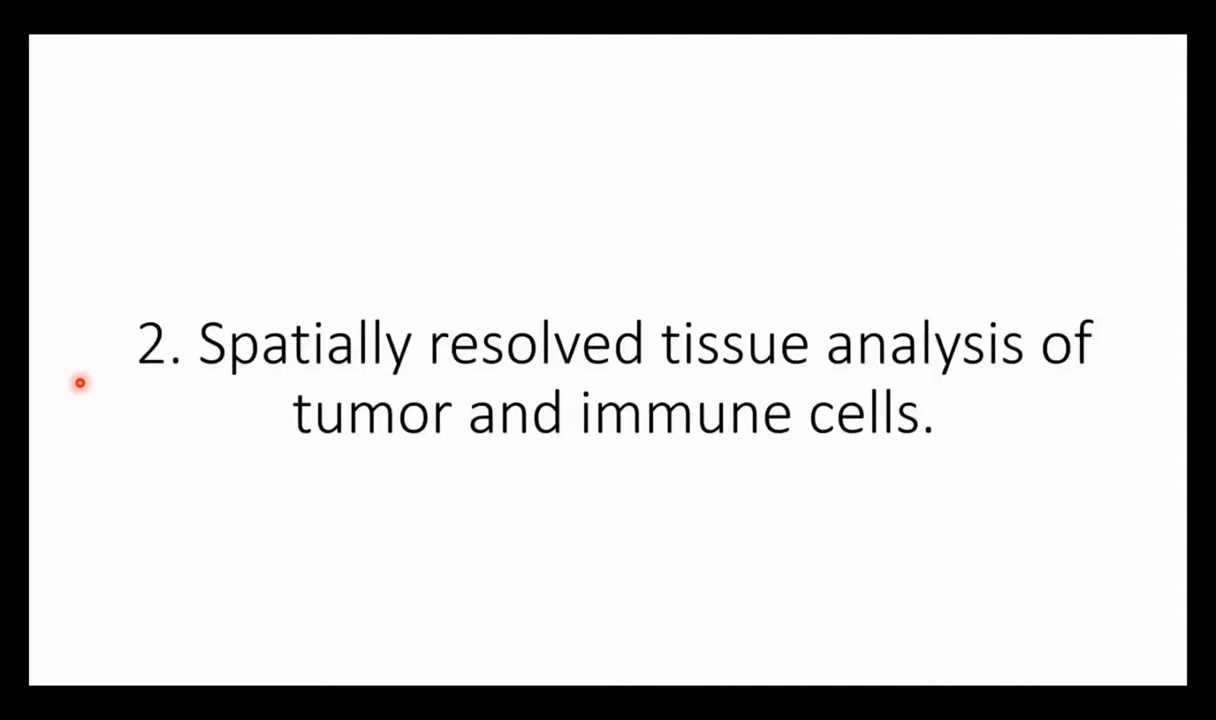 2. Spatially resolved tissue analysis of
tumor and immune cells.